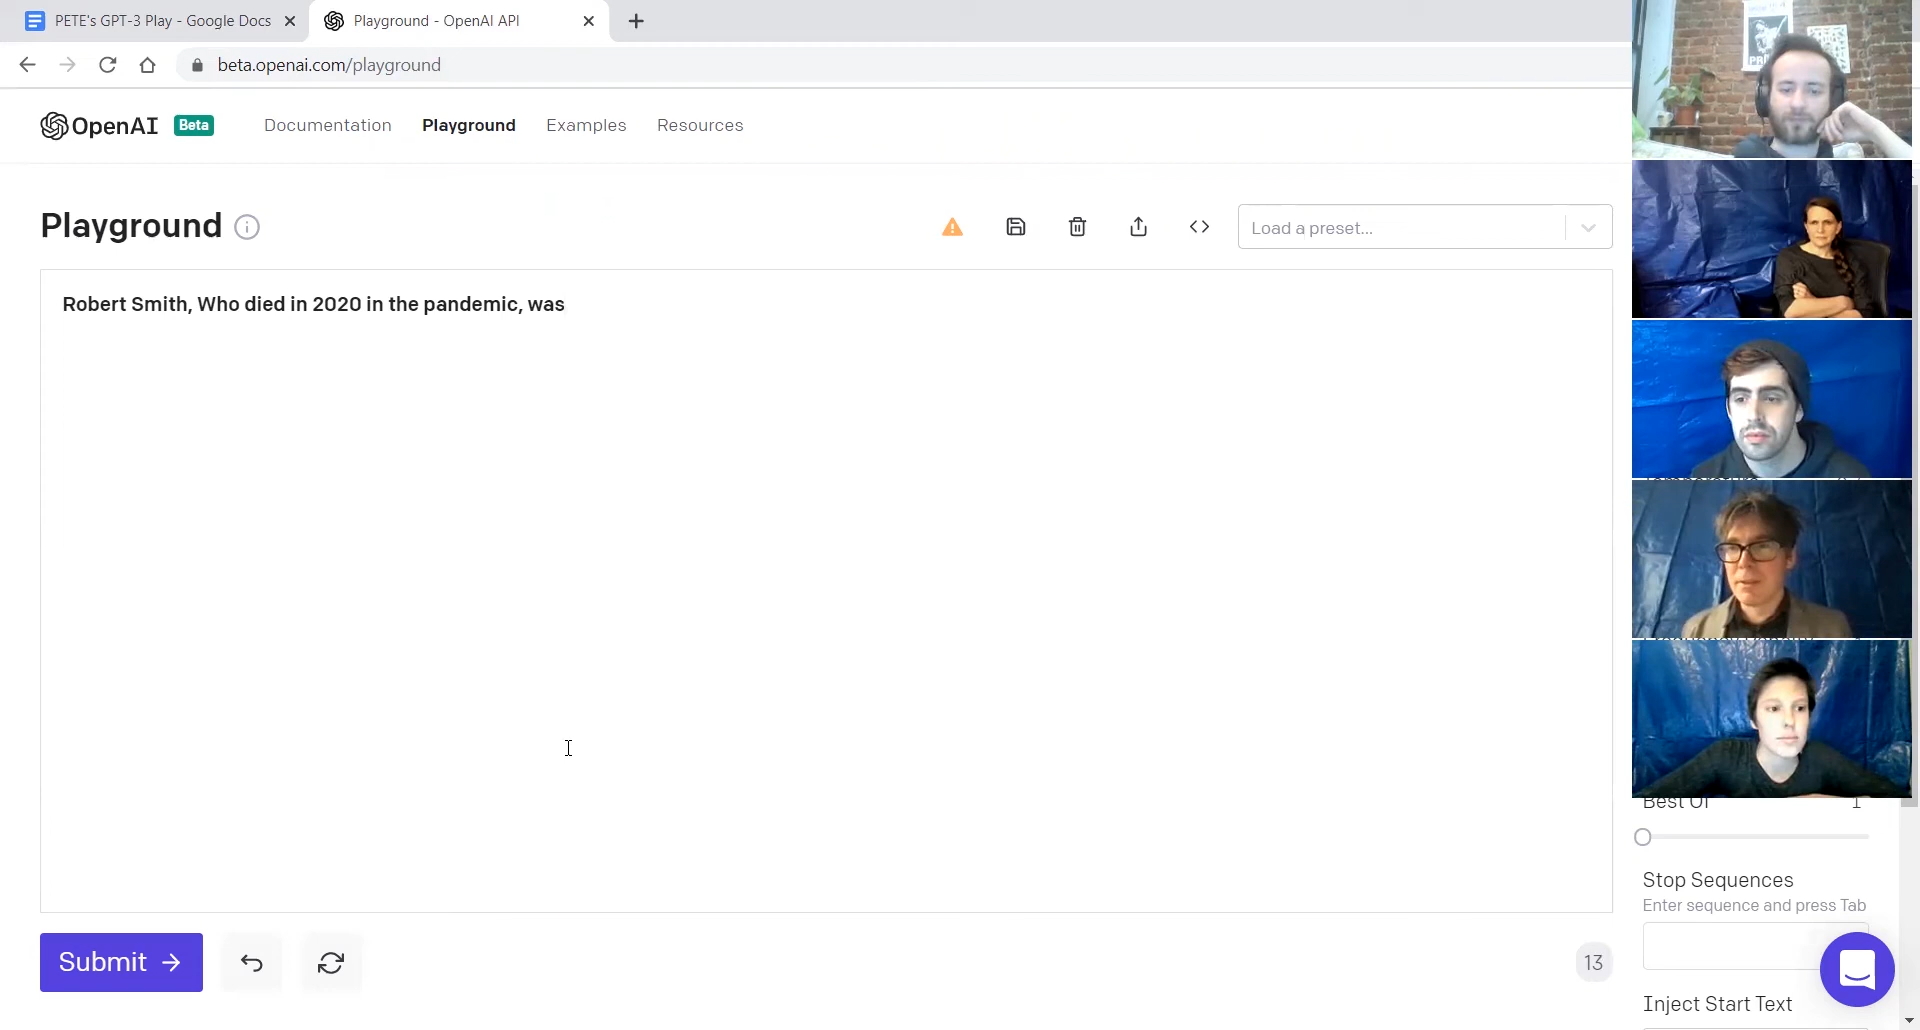 PETE's GPT-3 Play - Google Docs
Playground - OpenAI API
beta.openai.com/playground
OpenAI Beta Documentation Playground Examples Resources
Playground
Load a preset...
Robert Smith, Who died in 2020 in the pandemic, was
Best Of 1
Stop Sequences
Enter sequence and press Tab
Submit
13
Inject Start Text